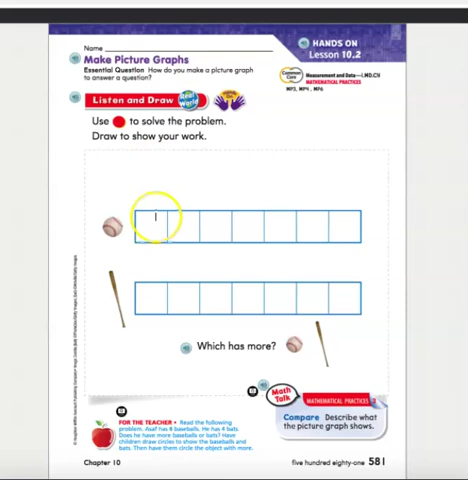 Name
HANDS ON
Lesson 10.2
Make Picture Graphs
Essential Question How do you make a picture graph
to answer a question?
Common Core
Measurement and Data—1.MD.C.4
MATHEMATICAL PRACTICES
Listen and Draw
Real World
Use to solve the problem.
Draw to show your work.
Which has more?
Math Talk
MATHEMATICAL PRACTICES
Compare Describe what
the picture graph shows.
FOR THE TEACHER • Read the following
problem. Asaf has 6 baseballs. He has 4 bats.
Does he have more baseballs or bats? Have
children draw circles to show the baseballs and
bats. Then have them circle the object with more.
Chapter 10
five hundred eighty-one 581